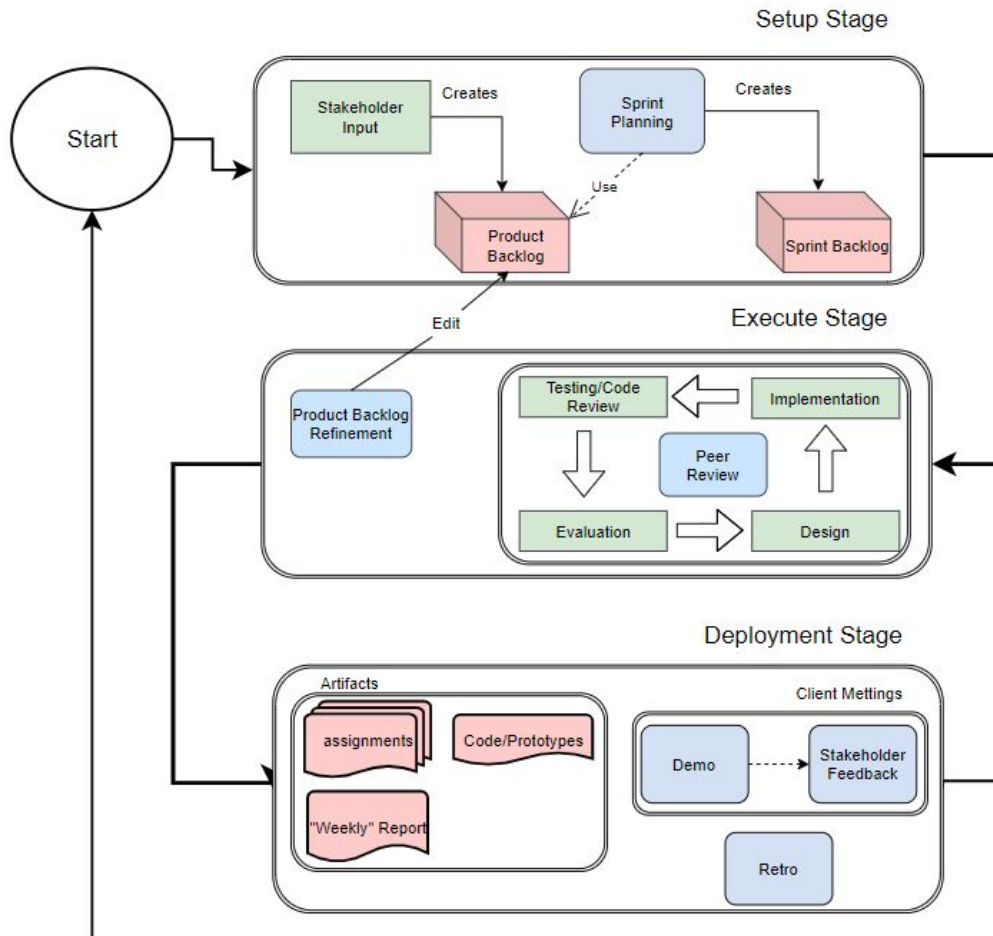 Setup Stage
Start
Stakeholder
Input
Creates
Sprint
Planning
Creates
Use
Product
Backlog
Sprint Backlog
Edit
Execute Stage
Product Backlog
Refinement
Testing/Code
Review
Implementation
Peer
Review
Evaluation
Design
Deployment Stage
Artifacts
assignments
Code/Prototypes
"Weekly" Report
Client Mettings
Demo
Stakeholder
Feedback
Retro